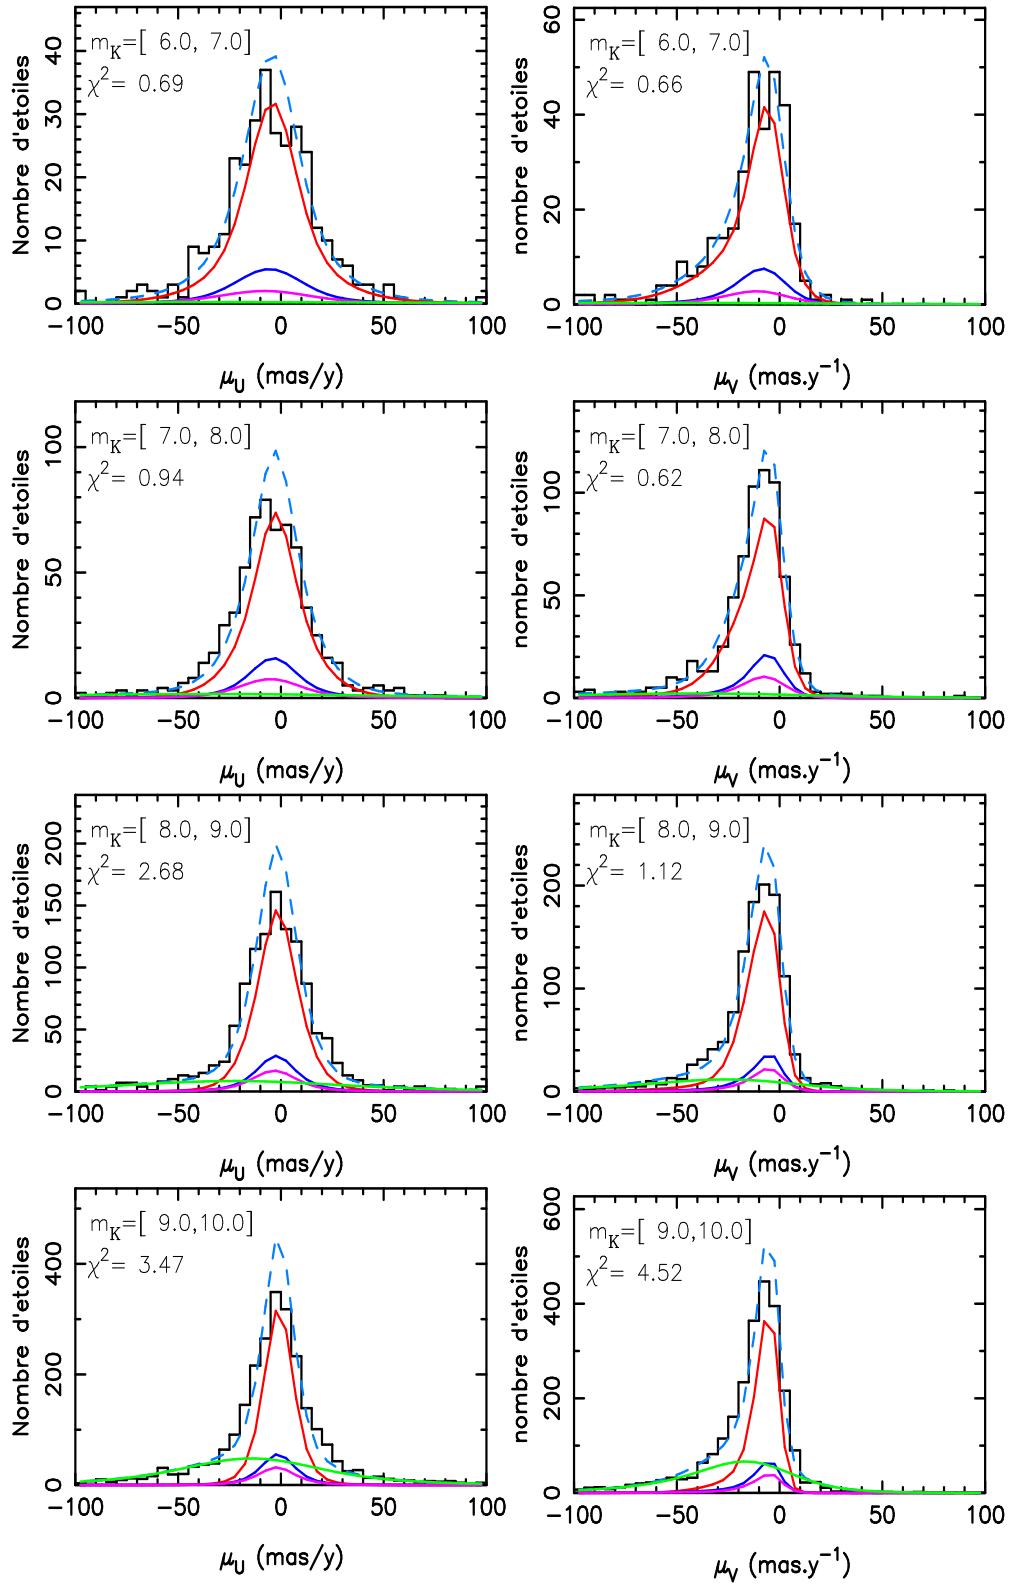 m_K=[ 6.0, 7.0]
χ²= 0.69
Nombre d'etoiles
0 10 20 30 40
−100 −50 0 50 100
μ_U (mas/y)
m_K=[ 6.0, 7.0]
χ²= 0.66
nombre d'etoiles
0 20 40 60
−100 −50 0 50 100
μ_V (mas.y⁻¹)
m_K=[ 7.0, 8.0]
χ²= 0.94
Nombre d'etoiles
0 50 100
−100 −50 0 50 100
μ_U (mas/y)
m_K=[ 7.0, 8.0]
χ²= 0.62
nombre d'etoiles
0 50 100
−100 −50 0 50 100
μ_V (mas.y⁻¹)
m_K=[ 8.0, 9.0]
χ²= 2.68
Nombre d'etoiles
0 50 100 150 200
−100 −50 0 50 100
μ_U (mas/y)
m_K=[ 8.0, 9.0]
χ²= 1.12
nombre d'etoiles
0 100 200
−100 −50 0 50 100
μ_V (mas.y⁻¹)
m_K=[ 9.0,10.0]
χ²= 3.47
Nombre d'etoiles
0 200 400
−100 −50 0 50 100
μ_U (mas/y)
m_K=[ 9.0,10.0]
χ²= 4.52
nombre d'etoiles
0 200 400 600
−100 −50 0 50 100
μ_V (mas.y⁻¹)